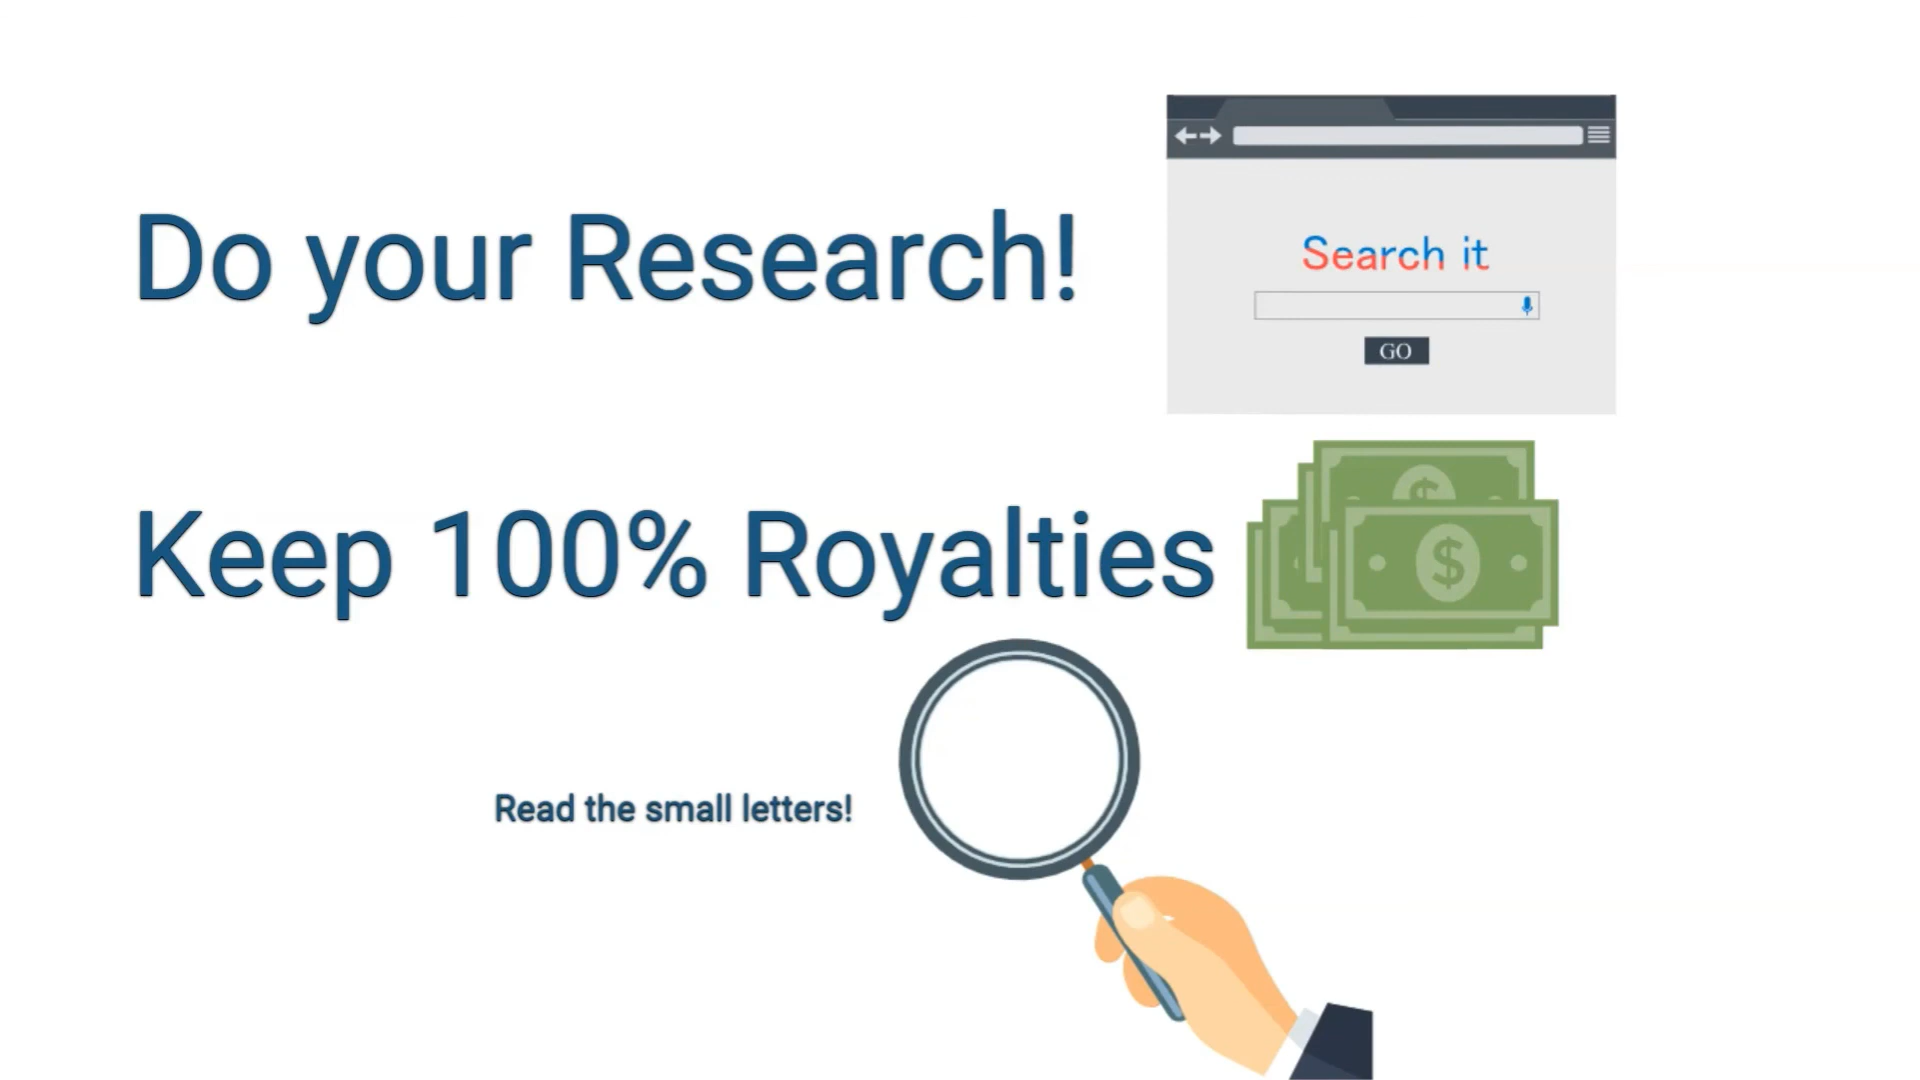 Do your Research!
Search it
GO
Keep 100% Royalties
Read the small letters!